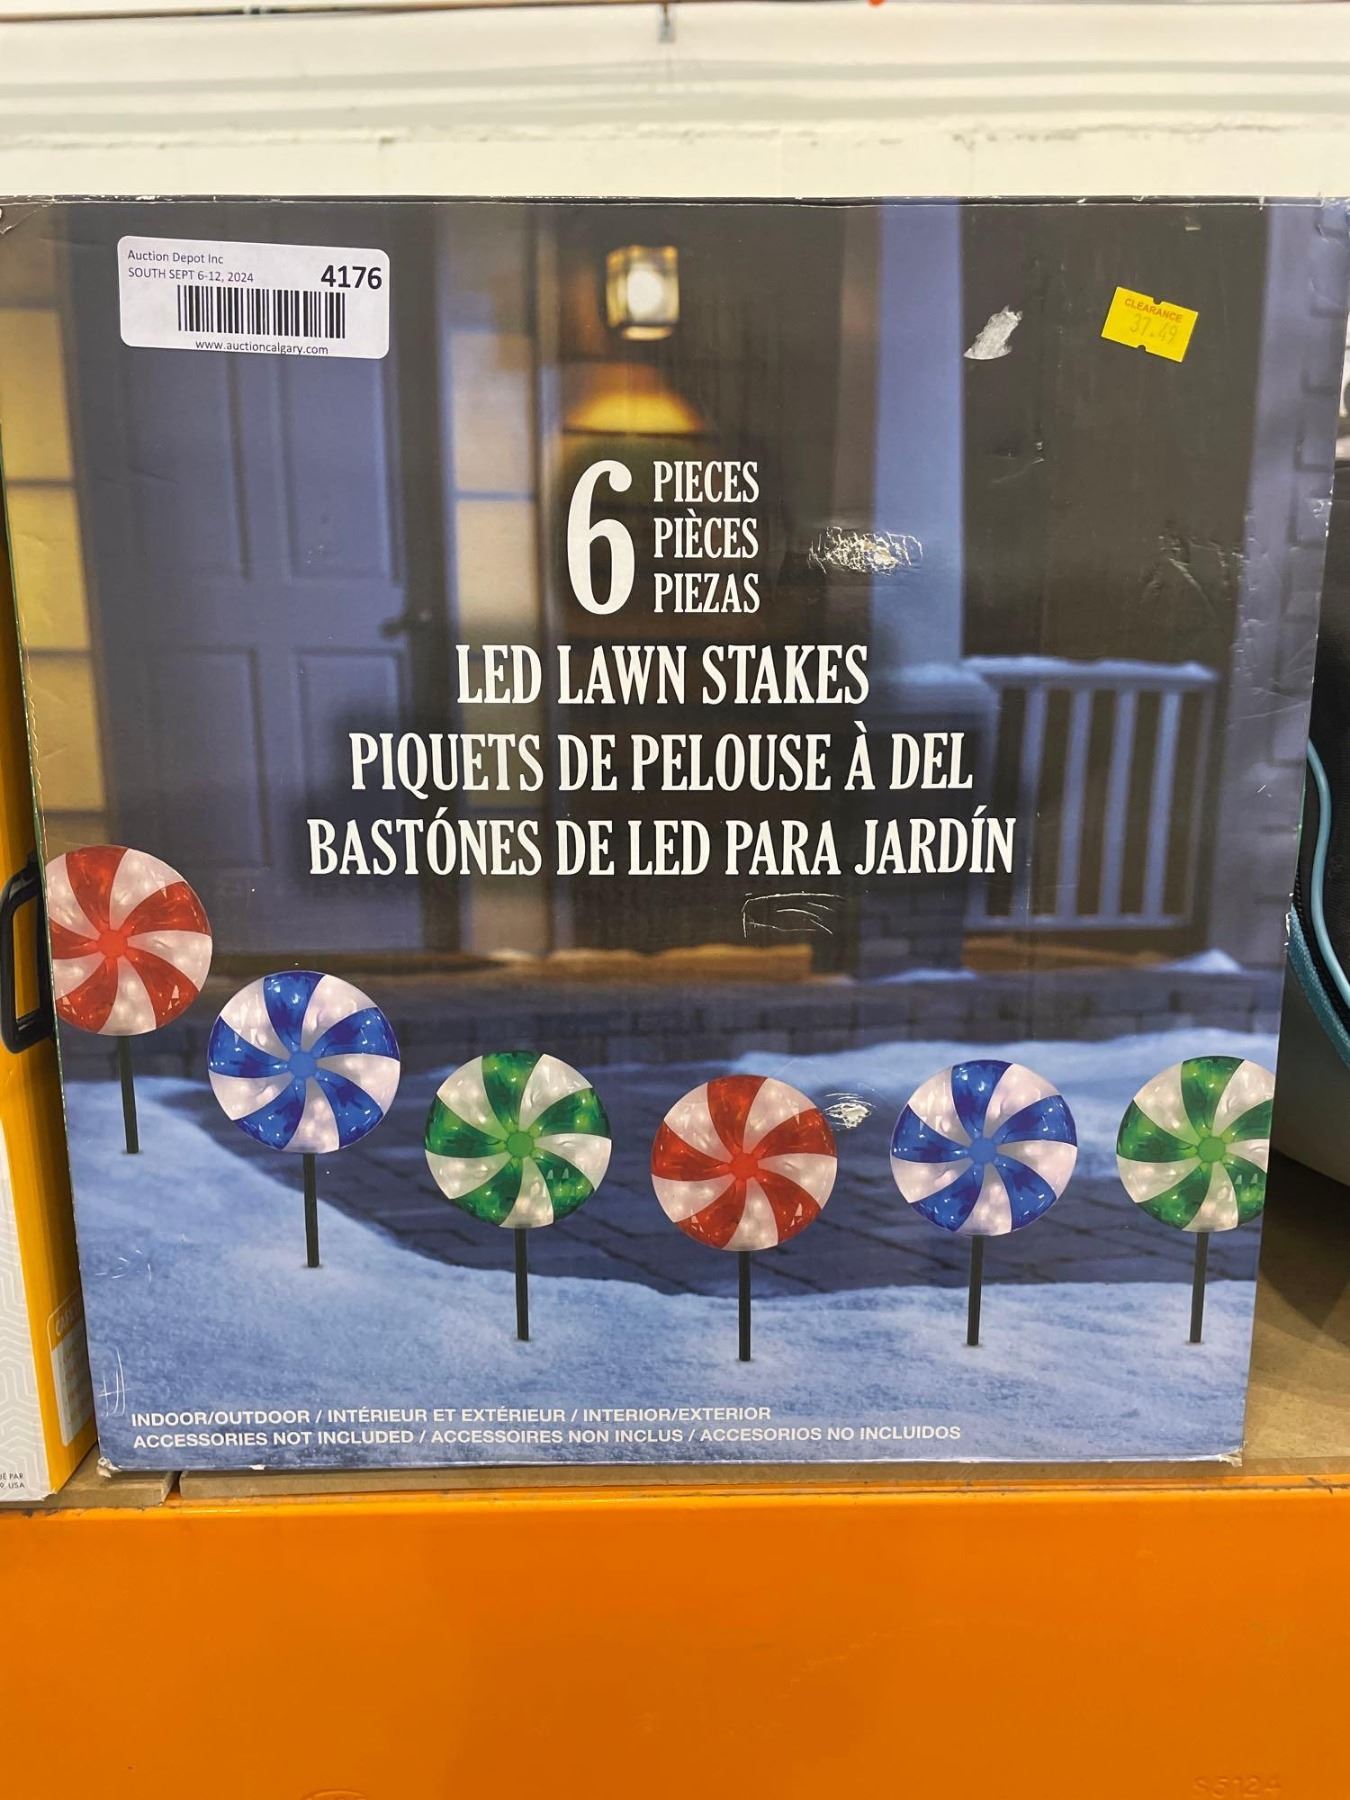 Auction Depot Inc
SOUTH SEPT 6-12, 2024
4176
www.auctioncalgary.com
CLEARANCE
37.49
6 PIECES
PIÈCES
PIEZAS
LED LAWN STAKES
PIQUETS DE PELOUSE À DEL
BASTÓNES DE LED PARA JARDÍN
INDOOR/OUTDOOR / INTÉRIEUR ET EXTÉRIEUR / INTERIOR/EXTERIOR
ACCESSORIES NOT INCLUDED / ACCESSOIRES NON INCLUS / ACCESORIOS NO INCLUIDOS
PAR
USA